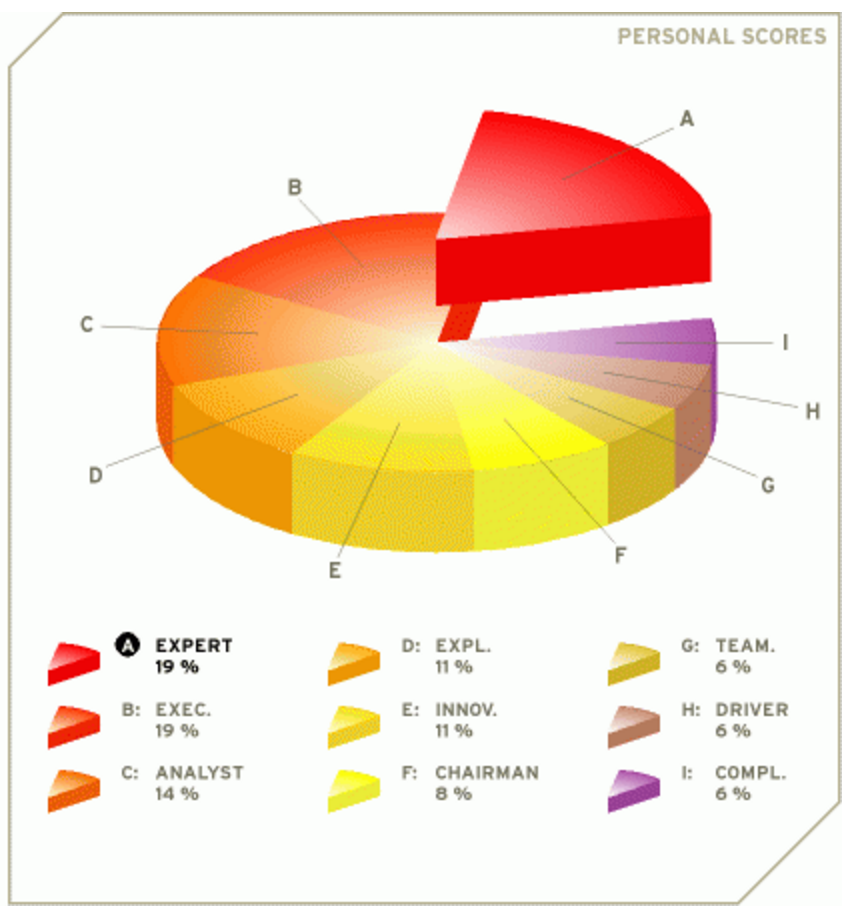 PERSONAL SCORES
A
B
C
I
H
D
G
F
E
A EXPERT
19 %
B: EXEC.
19 %
C: ANALYST
14 %
D: EXPL.
11 %
E: INNOV.
11 %
F: CHAIRMAN
8 %
G: TEAM.
6 %
H: DRIVER
6 %
I: COMPL.
6 %